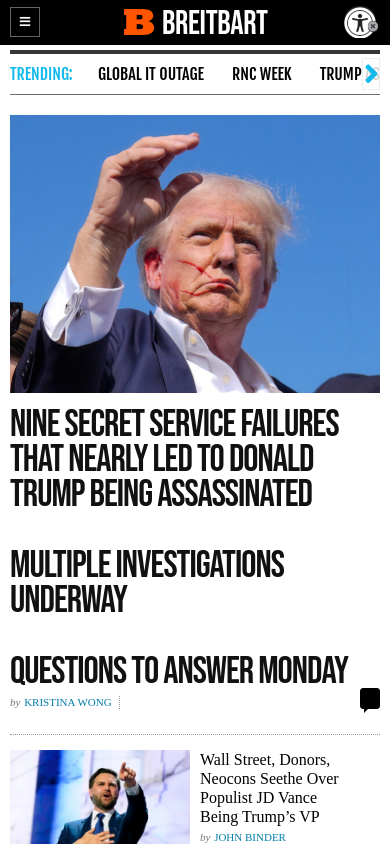 B BREITBART
TRENDING:
GLOBAL IT OUTAGE
RNC WEEK
TRUMP
NINE SECRET SERVICE FAILURES
THAT NEARLY LED TO DONALD
TRUMP BEING ASSASSINATED
MULTIPLE INVESTIGATIONS
UNDERWAY
QUESTIONS TO ANSWER MONDAY
by KRISTINA WONG
Wall Street, Donors,
Neocons Seethe Over
Populist JD Vance
Being Trump’s VP
by JOHN BINDER